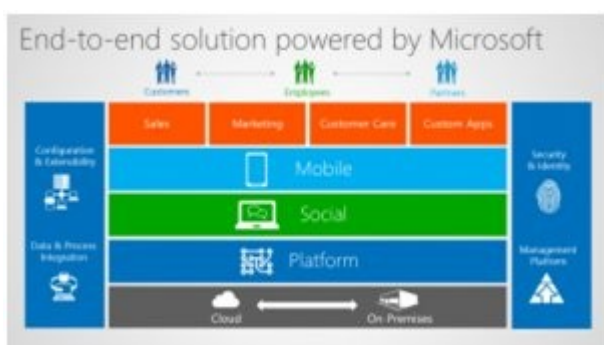 End-to-end solution powered by Microsoft
Customers
Employees
Partners
Configuration
& Extensibility
Data & Process
Integration
Sales
Marketing
Customer Care
Custom Apps
Mobile
Social
Platform
Cloud
On Premises
Security
& Identity
Management
Platform